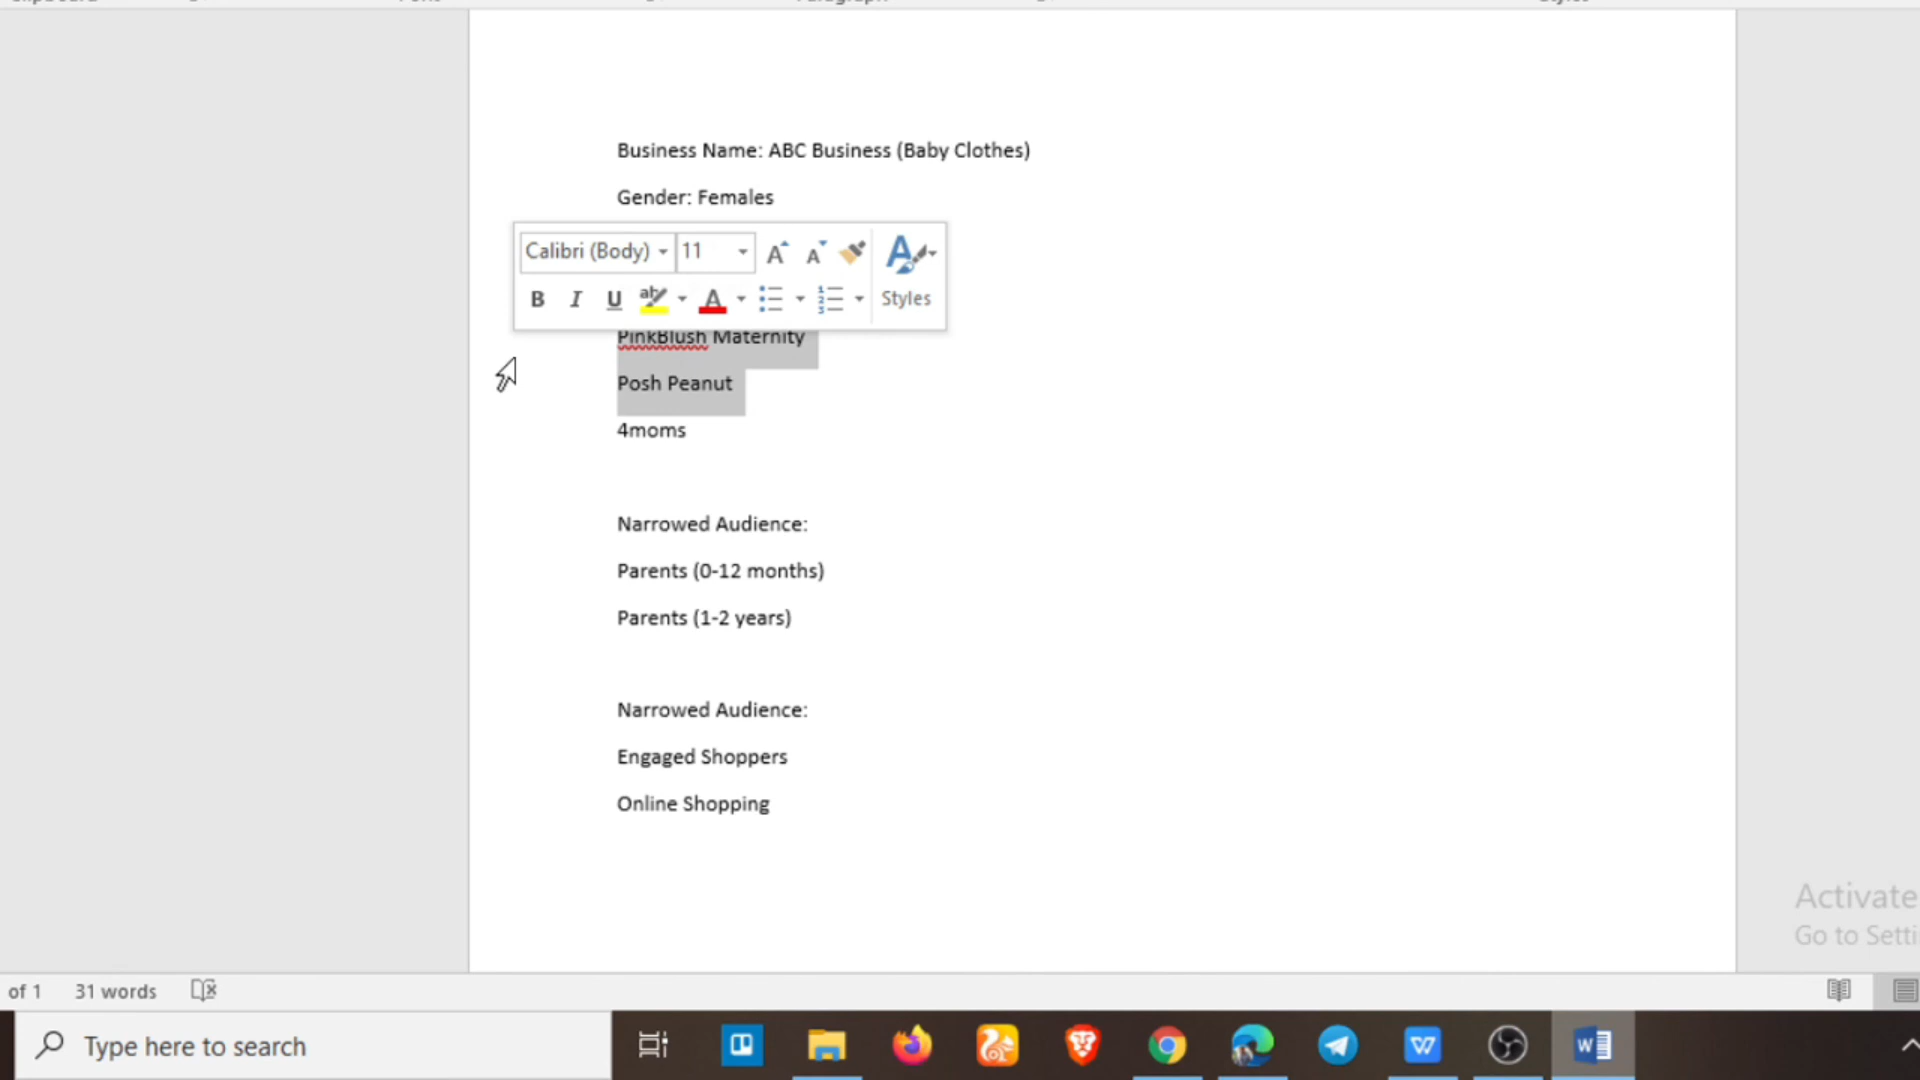 Business Name: ABC Business (Baby Clothes)
Gender: Females
Calibri (Body) 11
B I U Styles
PinkBlush Maternity
Posh Peanut
4moms
Narrowed Audience:
Parents (0-12 months)
Parents (1-2 years)
Narrowed Audience:
Engaged Shoppers
Online Shopping
Activate
Go to Setti
of 1 31 words
Type here to search